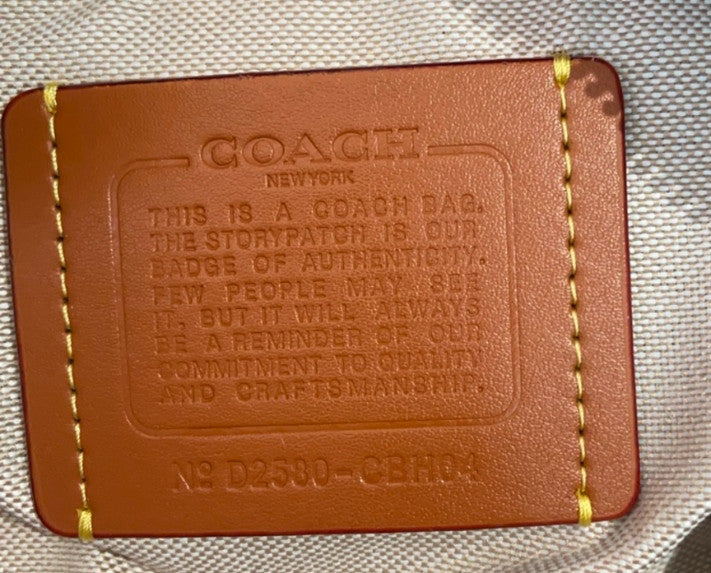 COACH
NEW YORK
THIS IS A COACH BAG.
THE STORYPATCH IS OUR
BADGE OF AUTHENTICITY.
FEW PEOPLE MAY SEE
IT, BUT IT WILL ALWAYS
BE A REMINDER OF OUR
COMMITMENT TO QUALITY
AND CRAFTSMANSHIP.
Nº D2580-CBH04